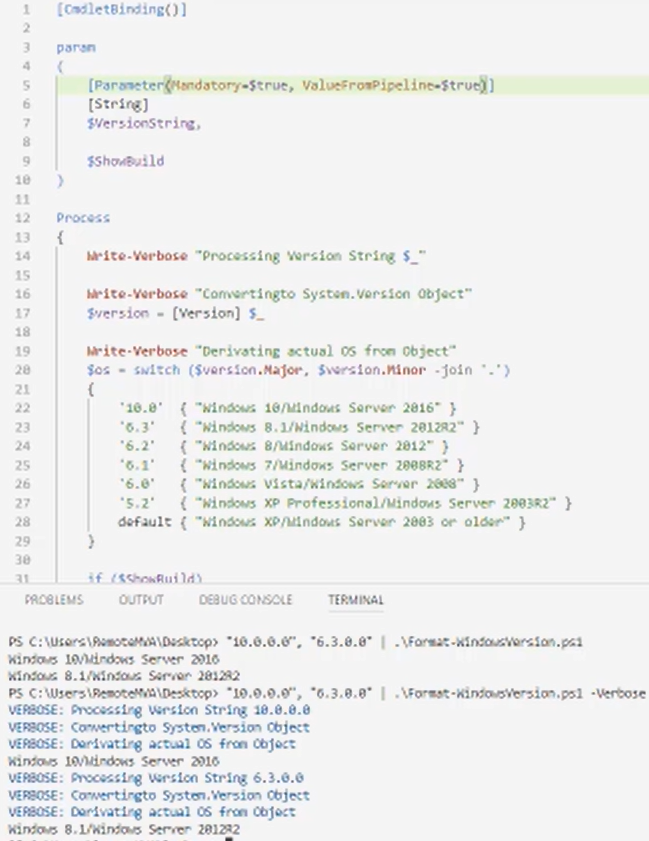 1 [CmdletBinding()]
2
3 param
4 (
5 [Parameter(Mandatory=$true, ValueFromPipeline=$true)]
6 [String]
7 $VersionString,
8
9 $ShowBuild
10 )
11
12 Process
13 {
14 Write-Verbose "Processing Version String $_"
15
16 Write-Verbose "Convertingto System.Version Object"
17 $version = [Version] $_
18
19 Write-Verbose "Derivating actual OS from Object"
20 $os = switch ($version.Major, $version.Minor -join '.')
21 {
22 '10.0' { "Windows 10/Windows Server 2016" }
23 '6.3' { "Windows 8.1/Windows Server 2012R2" }
24 '6.2' { "Windows 8/Windows Server 2012" }
25 '6.1' { "Windows 7/Windows Server 2008R2" }
26 '6.0' { "Windows Vista/Windows Server 2008" }
27 '5.2' { "Windows XP Professional/Windows Server 2003R2" }
28 default { "Windows XP/Windows Server 2003 or older" }
29 }
30
31 if ($ShowBuild)
PROBLEMS OUTPUT DEBUG CONSOLE TERMINAL
PS C:\Users\RemoteMVA\Desktop> "10.0.0.0", "6.3.0.0" | .\Format-WindowsVersion.ps1
Windows 10/Windows Server 2016
Windows 8.1/Windows Server 2012R2
PS C:\Users\RemoteMVA\Desktop> "10.0.0.0", "6.3.0.0" | .\Format-WindowsVersion.ps1 -Verbose
VERBOSE: Processing Version String 10.0.0.0
VERBOSE: Convertingto System.Version Object
VERBOSE: Derivating actual OS from Object
Windows 10/Windows Server 2016
VERBOSE: Processing Version String 6.3.0.0
VERBOSE: Convertingto System.Version Object
VERBOSE: Derivating actual OS from Object
Windows 8.1/Windows Server 2012R2